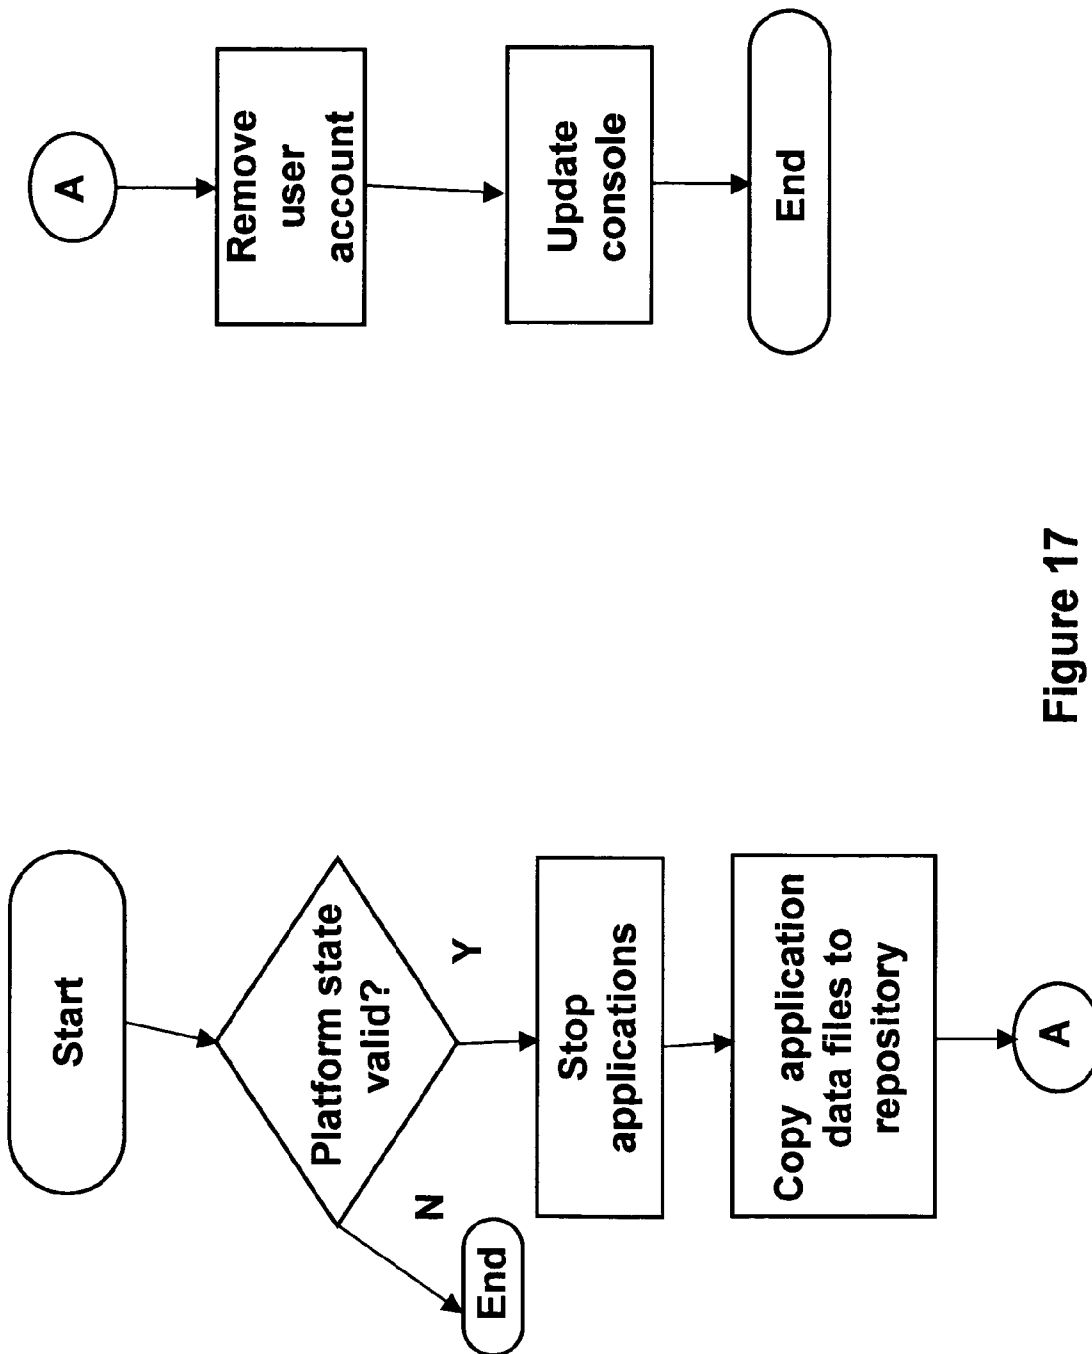 Start
Platform state
valid?
N
Y
End
Stop
applications
Copy application
data files to
repository
A
A
Remove
user
account
Update
console
End
Figure 17